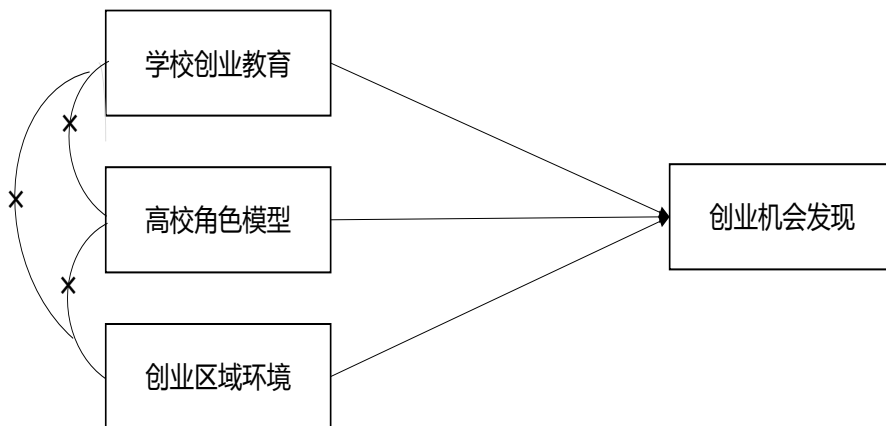 学校创业教育
高校角色模型
创业机会发现
创业区域环境